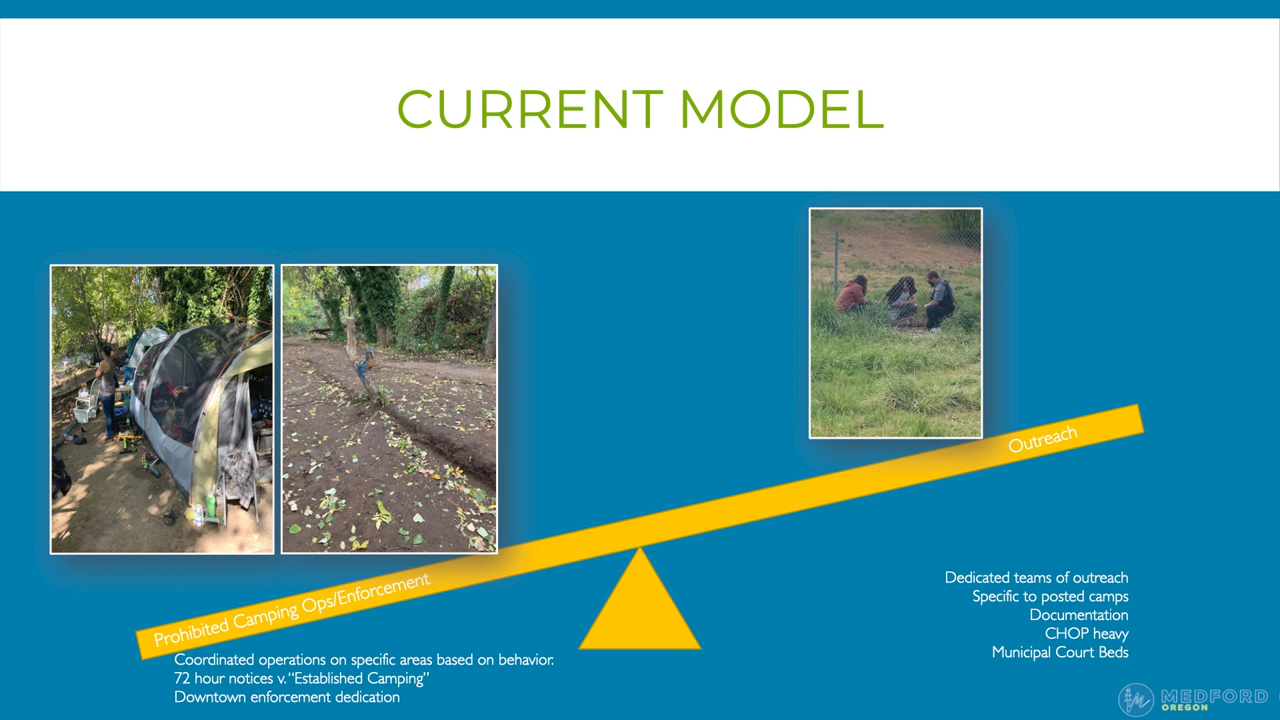 CURRENT MODEL
Outreach
Prohibited Camping Ops/Enforcement
Coordinated operations on specific areas based on behavior.
72 hour notices v. “Established Camping”
Downtown enforcement dedication
Dedicated teams of outreach
Specific to posted camps
Documentation
CHOP heavy
Municipal Court Beds
MEDFORD
OREGON